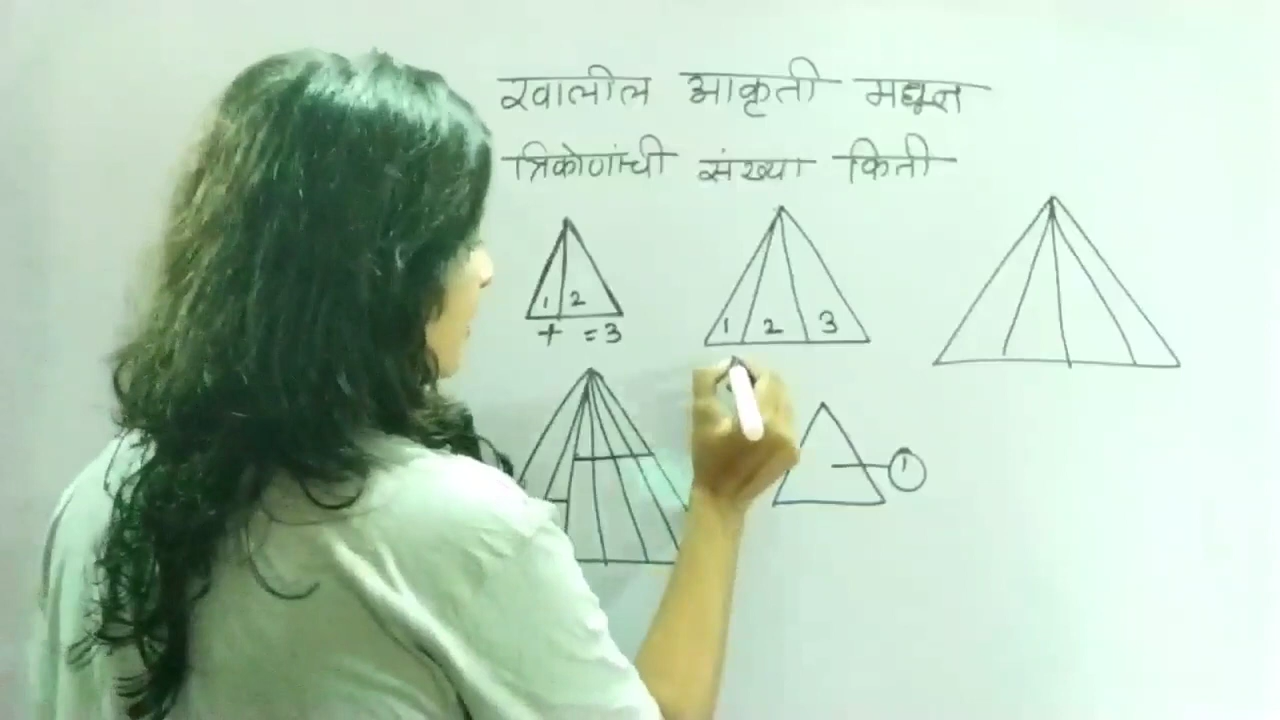 खालील आकृती मधून
त्रिकोणांची संख्या किती
1 2
+ = 3
1 2 3
1